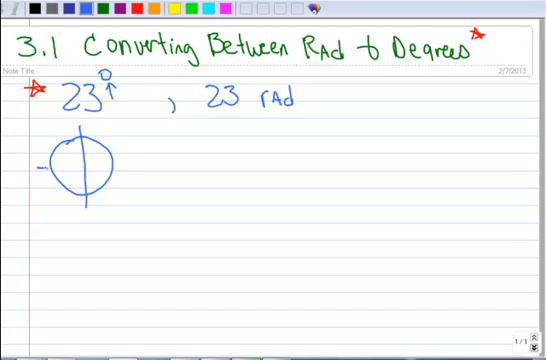 3.1 Converting Between RAd to Degrees
Note Title
2/7/2013
23° , 23 rAd
1/1